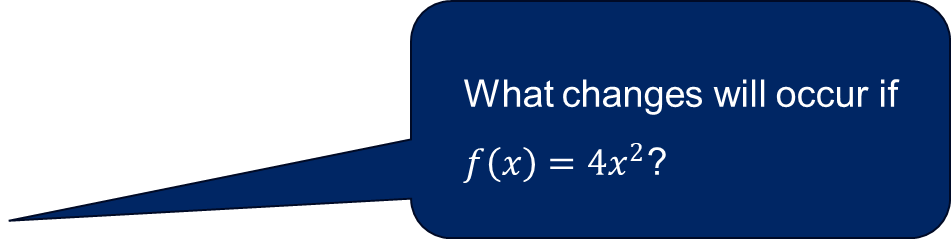 What changes will occur if
𝑓(𝑥) = 4𝑥²?